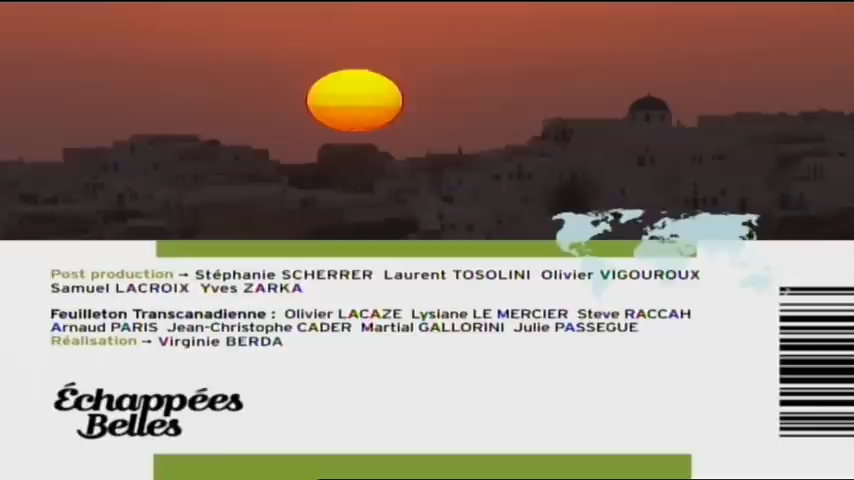 Post production → Stéphanie SCHERRER Laurent TOSOLINI Olivier VIGOUROUX
Samuel LACROIX Yves ZARKA
Feuilleton Transcanadienne : Olivier LACAZE Lysiane LE MERCIER Steve RACCAH
Arnaud PARIS Jean-Christophe CADER Martial GALLORINI Julie PASSEGUE
Réalisation → Virginie BERDA
Échappées
Belles